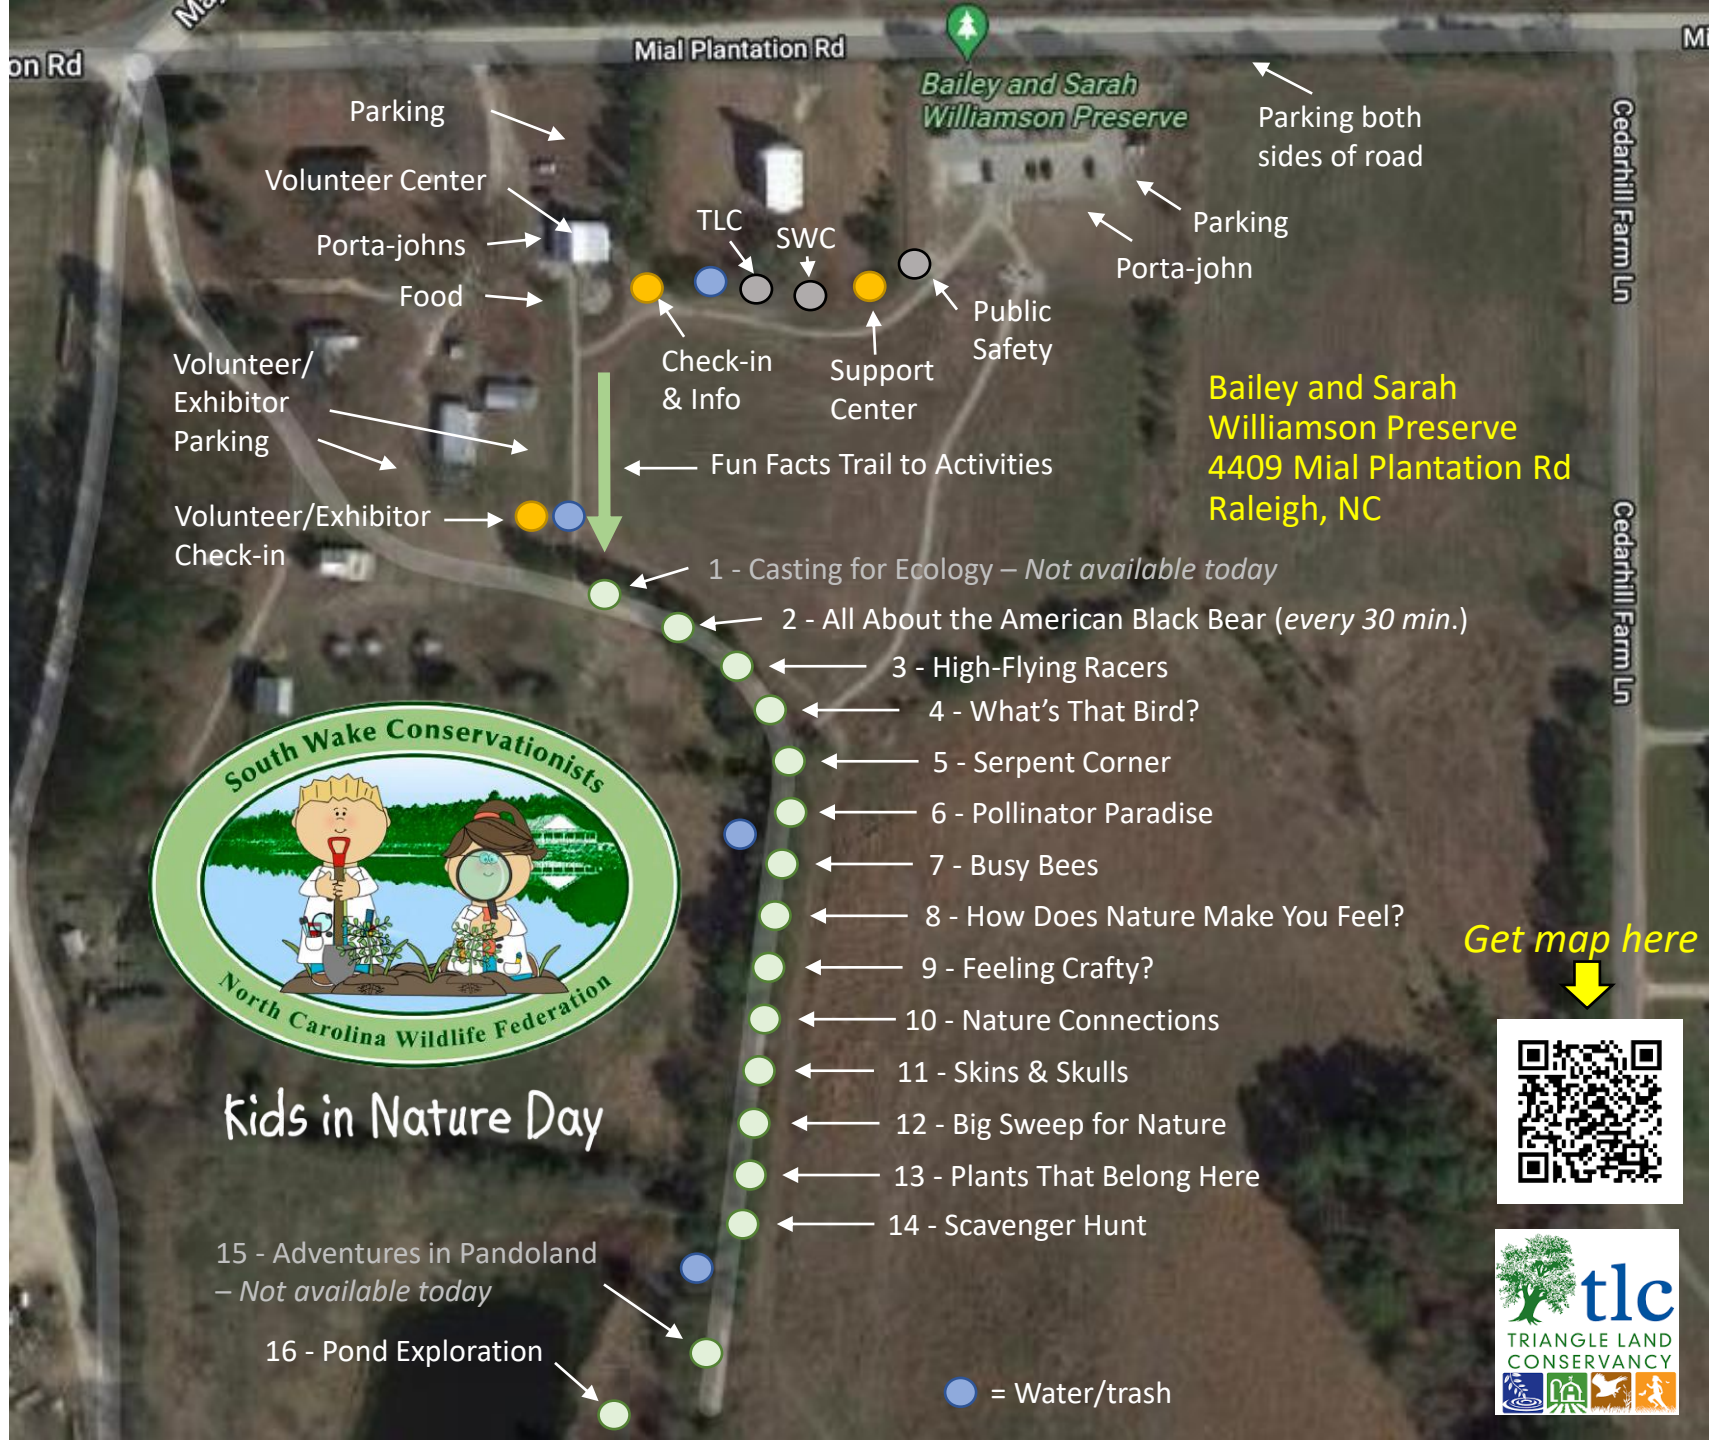 Ma
on Rd
Mial Plantation Rd
Mi
Bailey and Sarah
Williamson Preserve
Parking
Parking both
sides of road
Cedarhill Farm Ln
Volunteer Center
Parking
Porta-johns
TLC
SWC
Porta-john
Food
Public
Safety
Check-in
& Info
Support
Center
Volunteer/
Exhibitor
Parking
Bailey and Sarah
Williamson Preserve
4409 Mial Plantation Rd
Raleigh, NC
Fun Facts Trail to Activities
Volunteer/Exhibitor
Check-in
Cedarhill Farm Ln
1 - Casting for Ecology – Not available today
2 - All About the American Black Bear (every 30 min.)
3 - High-Flying Racers
4 - What's That Bird?
5 - Serpent Corner
6 - Pollinator Paradise
7 - Busy Bees
8 - How Does Nature Make You Feel?
9 - Feeling Crafty?
10 - Nature Connections
11 - Skins & Skulls
12 - Big Sweep for Nature
13 - Plants That Belong Here
14 - Scavenger Hunt
15 - Adventures in Pandoland
– Not available today
16 - Pond Exploration
= Water/trash
South Wake Conservationists
North Carolina Wildlife Federation
Kids in Nature Day
Get map here
tlc
TRIANGLE LAND
CONSERVANCY